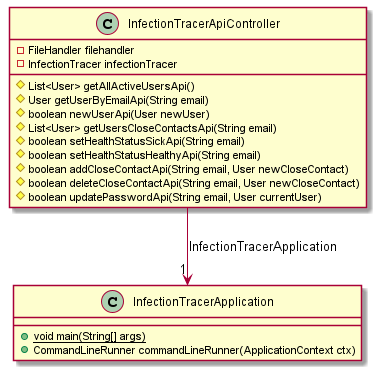 C InfectionTracerApiController
FileHandler filehandler
InfectionTracer infectionTracer
List<User> getAllActiveUsersApi()
User getUserByEmailApi(String email)
boolean newUserApi(User newUser)
List<User> getUsersCloseContactsApi(String email)
boolean setHealthStatusSickApi(String email)
boolean setHealthStatusHealthyApi(String email)
boolean addCloseContactApi(String email, User newCloseContact)
boolean deleteCloseContactApi(String email, User newCloseContact)
boolean updatePasswordApi(String email, User currentUser)
InfectionTracerApplication
1
C InfectionTracerApplication
void main(String[] args)
CommandLineRunner commandLineRunner(ApplicationContext ctx)